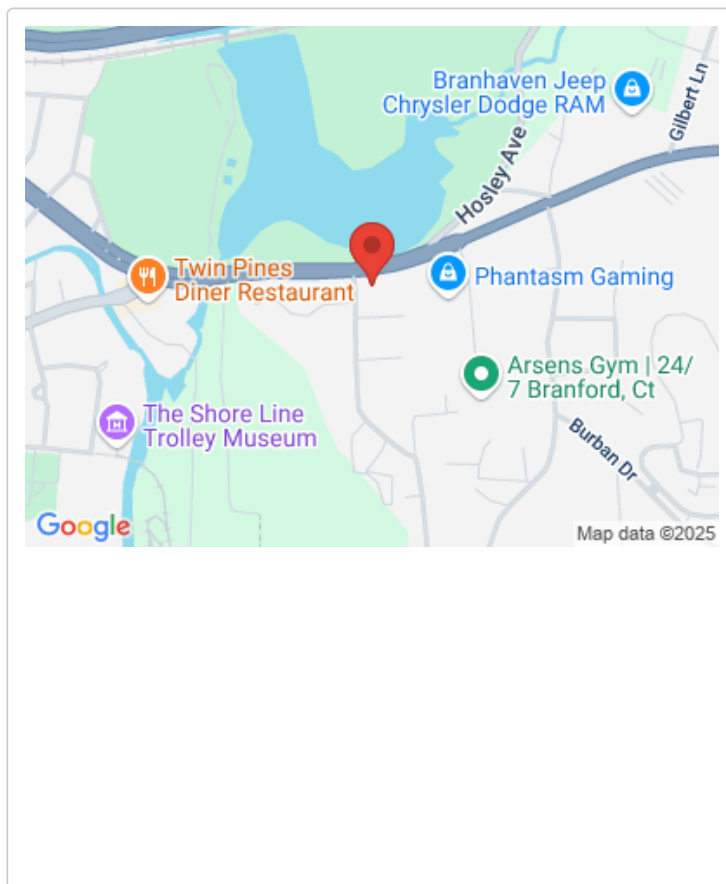 Branhaven Jeep
Chrysler Dodge RAM
Gilbert Ln
Hosley Ave
Twin Pines
Diner Restaurant
Phantasm Gaming
Arsens Gym | 24/
7 Branford, Ct
The Shore Line
Trolley Museum
Burban Dr
Google
Map data ©2025